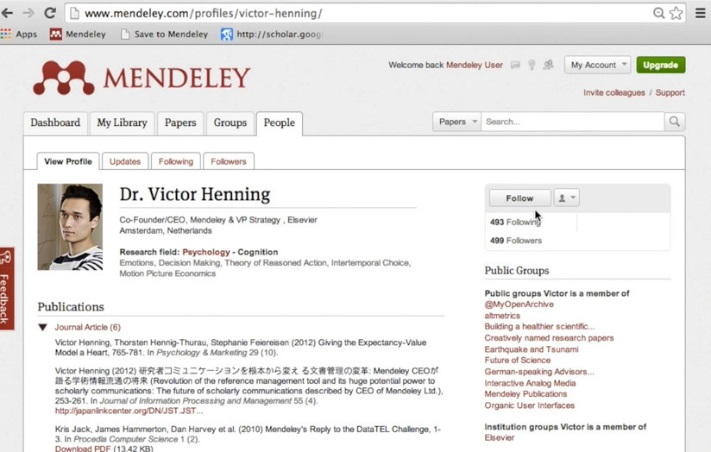 www.mendeley.com/profiles/victor-henning/
Apps Mendeley Save to Mendeley http://scholar.goog
MENDELEY
Welcome back Mendeley User My Account Upgrade
Invite colleagues / Support
Dashboard My Library Papers Groups People
Papers Search...
View Profile Updates Following Followers
Dr. Victor Henning
Co-Founder/CEO, Mendeley & VP Strategy , Elsevier
Amsterdam, Netherlands
Research field: Psychology - Cognition
Emotions, Decision Making, Theory of Reasoned Action, Intertemporal Choice,
Motion Picture Economics
Publications
Journal Article (6)
Victor Henning, Thorsten Hennig-Thurau, Stephanie Feiereisen (2012) Giving the Expectancy-Value
Model a Heart, 765-781. In Psychology & Marketing 29 (10).
Victor Henning (2012) 研究者コミュニケーションを根本から変え る文書管理の変革: Mendeley CEOが
語る学術情報流通の将来 (Revolution of the reference management tool and its huge potential power to
scholarly communications: The future of scholarly communications described by CEO of Mendeley Ltd.),
253-261. In Journal of Information Processing and Management 55 (4).
http://japanlinkcenter.org/DN/JST.JST...
Kris Jack, James Hammerton, Dan Harvey et al. (2010) Mendeley's Reply to the DataTEL Challenge, 1-
3. In Procedia Computer Science 1 (2).
Download PDF (13.42 KB)
Follow
493 Following
499 Followers
Public Groups
Public groups Victor is a member of
@MyOpenArchive
altmetrics
Building a healthier scientific...
Creatively named research papers
Earthquake and Tsunami
Future of Science
German-speaking Advisors...
Interactive Analog Media
Mendeley Publications
Organic User Interfaces
Institution groups Victor is a member of
Elsevier
Feedback